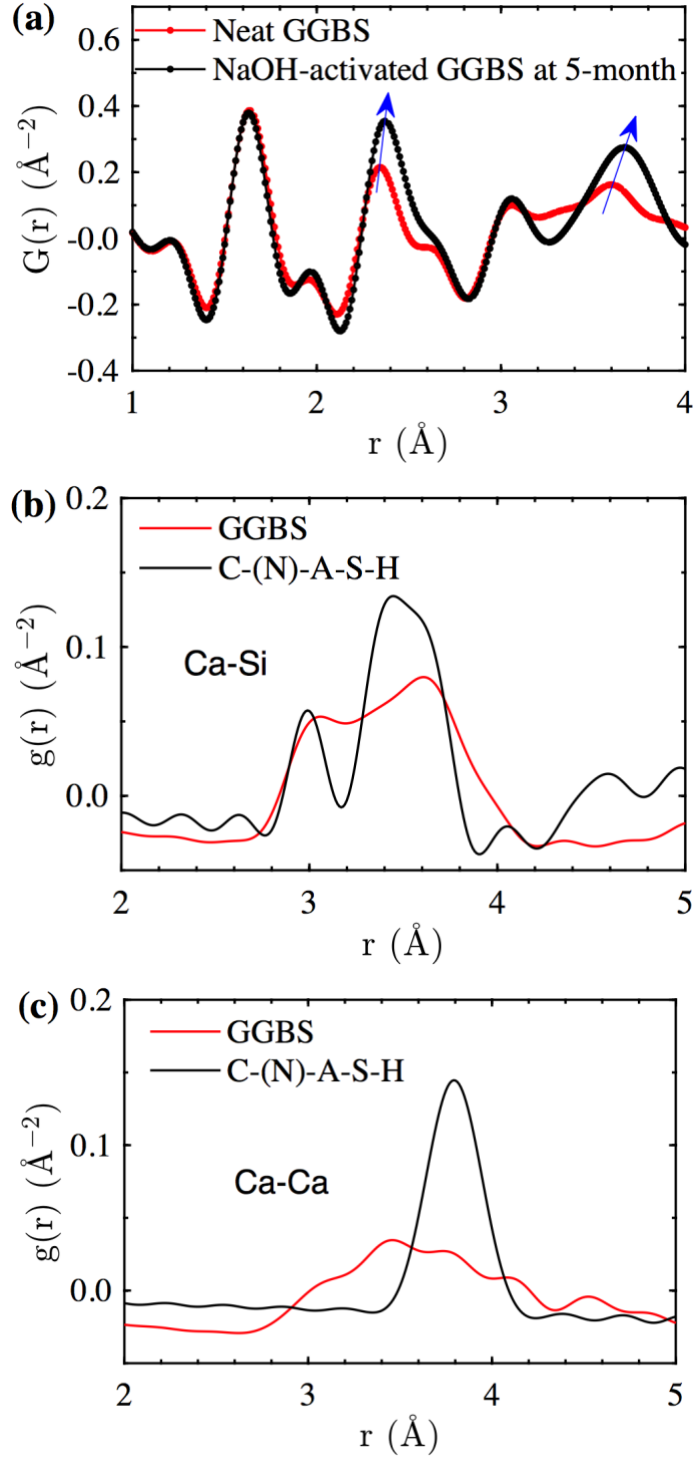 (a)
0.6
0.4
0.2
-0.0
-0.2
-0.4
G(r) (Å⁻²)
Neat GGBS
NaOH-activated GGBS at 5-month
1 2 3 4
r (Å)
(b)
0.2
0.1
0.0
g(r) (Å⁻²)
GGBS
C-(N)-A-S-H
Ca-Si
2 3 4 5
r (Å)
(c)
0.2
0.1
0.0
g(r) (Å⁻²)
GGBS
C-(N)-A-S-H
Ca-Ca
2 3 4 5
r (Å)